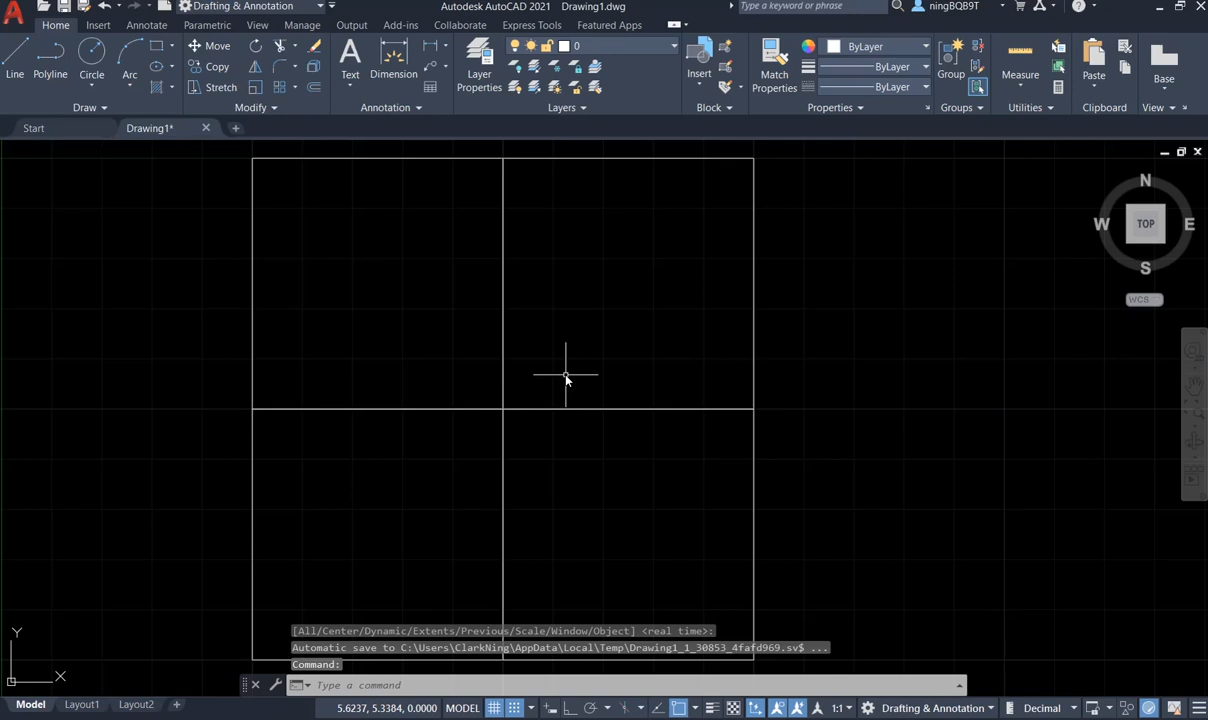 Drafting & Annotation
Autodesk AutoCAD 2021 Drawing1.dwg
Type a keyword or phrase
ningBQB9T
Home Insert Annotate Parametric View Manage Output Add-ins Collaborate Express Tools Featured Apps
Line Polyline Circle Arc
Move
Copy
Stretch
Text Dimension
Layer
Properties
0
Insert
Match
Properties
ByLayer
ByLayer
ByLayer
Group
Measure
Paste
Base
Draw Modify Annotation Layers Block Properties Groups Utilities Clipboard View
Start Drawing1*
N
W TOP E
S
WCS
Y
X
[All/Center/Dynamic/Extents/Previous/Scale/Window/Object] <real time>:
Automatic save to C:\Users\ClarkNing\AppData\Local\Temp\Drawing1_1_30853_4fafd969.sv$ ...
Command:
Type a command
Model Layout1 Layout2
5.6237, 5.3384, 0.0000 MODEL
1:1
Drafting & Annotation
Decimal